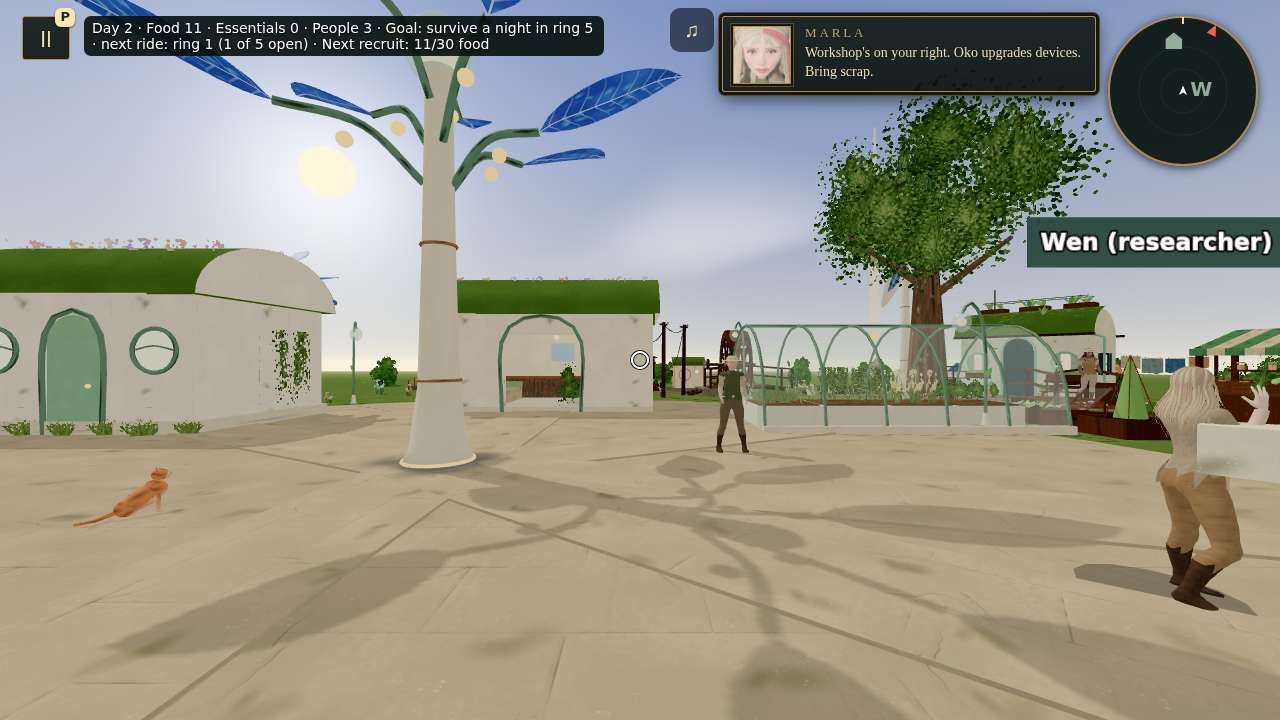 P
Day 2 · Food 11 · Essentials 0 · People 3 · Goal: survive a night in ring 5
· next ride: ring 1 (1 of 5 open) · Next recruit: 11/30 food
MARLA
Workshop's on your right. Oko upgrades devices.
Bring scrap.
W
Wen (researcher)